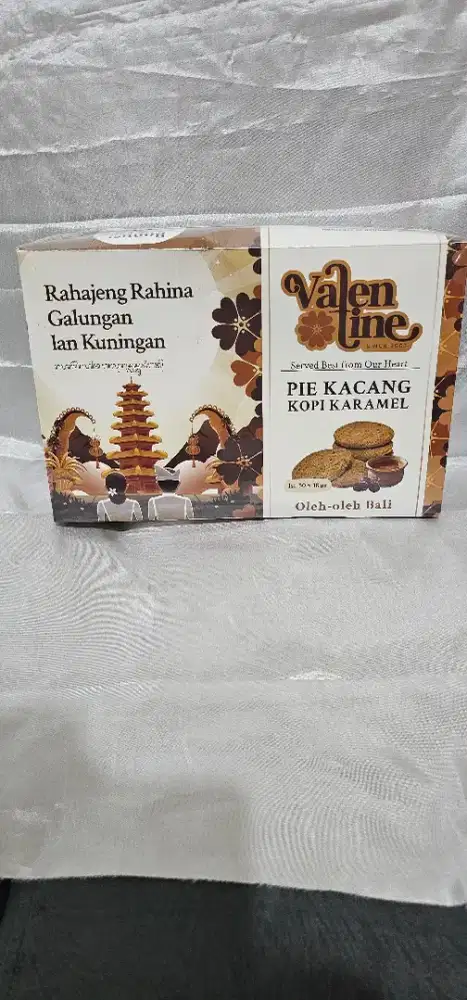 Rahajeng Rahina
Galungan
lan Kuningan
Valen
tine
SINCE
Served Best from Our Heart
PIE KACANG
KOPI KARAMEL
Oleh-oleh Bali